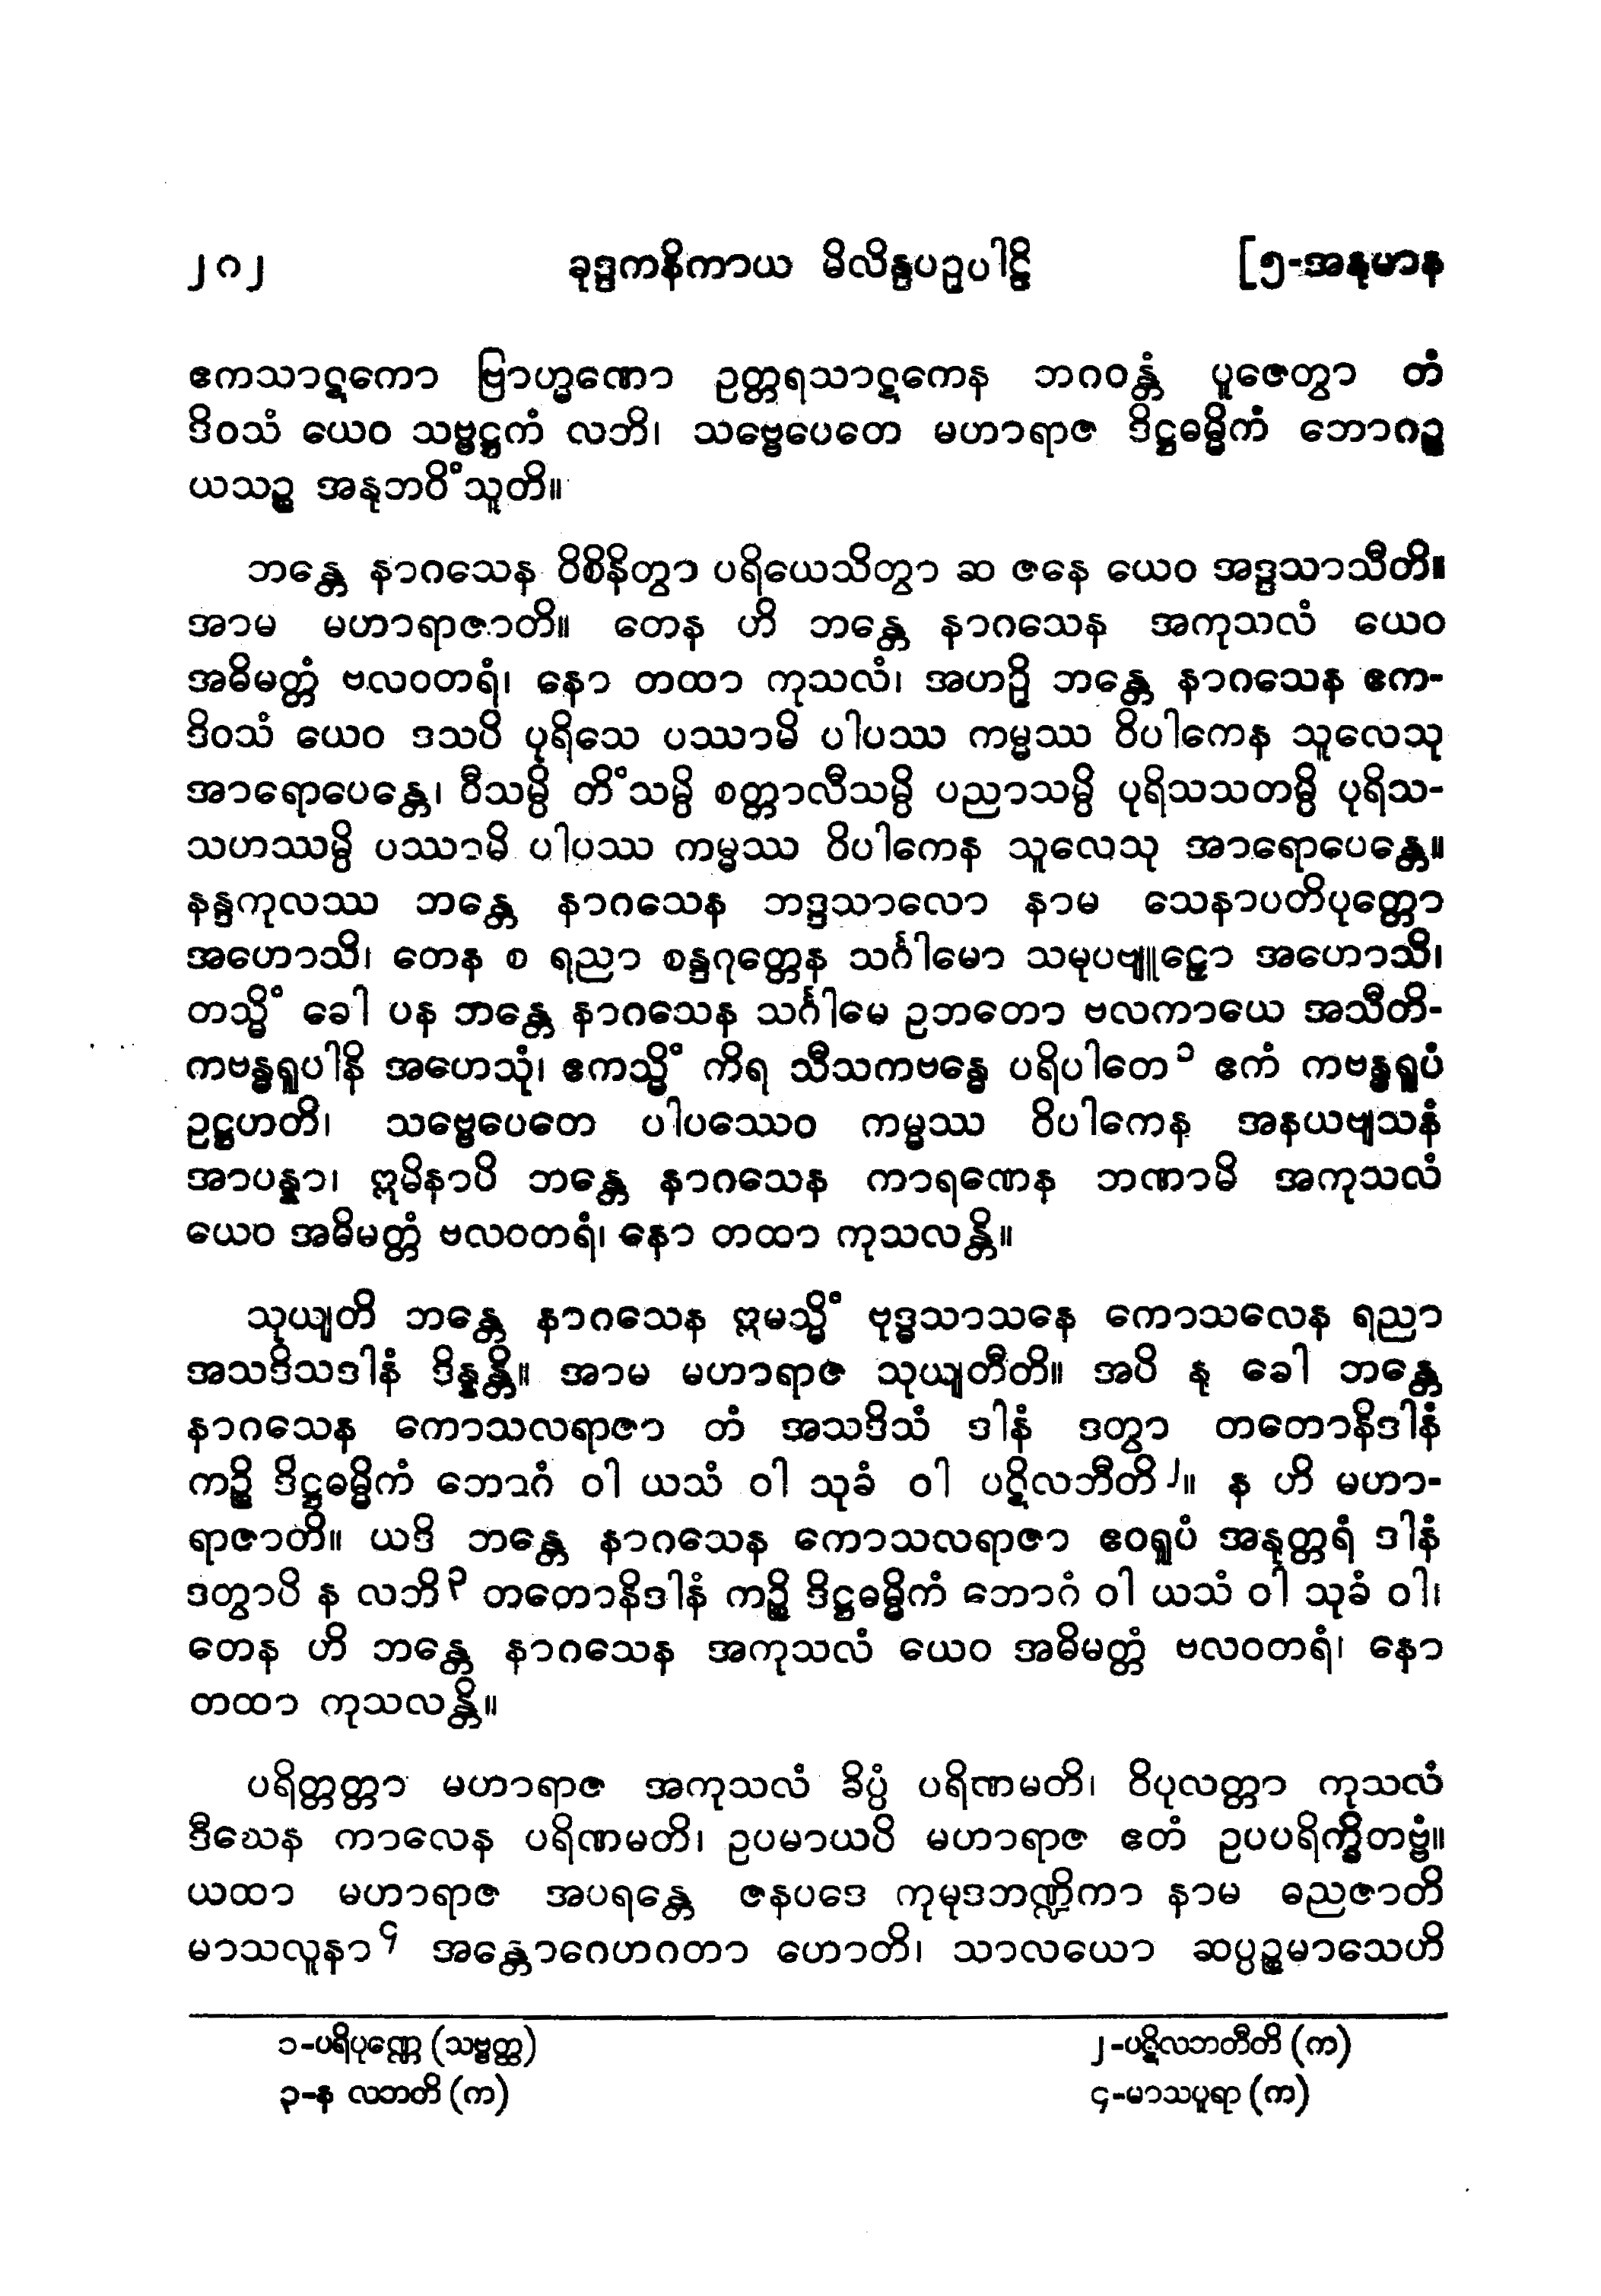 ၂၈၂ ခုဒ္ဒကနိကာယ မိလိန္ဒပဉှပါဠိ [၅-အနုမာန
ဧကသာဋကော ဗြာဟ္မဏော ဥတ္တရသာဋကေန ဘဂဝန္တံ ပူဇေတွာ တံ
ဒိဝသံ ယေဝ သဗ္ဗဋ္ဌကံ လဘိ၊ သဗ္ဗေပေတေ မဟာရာဇ ဒိဋ္ဌဓမ္မိကံ ဘောဂဉ္စ
ယသဉ္စ အနုဘဝိံသူတိ။
ဘန္တေ နာဂသေန ဝိစိနိတွာ ပရိယေသိတွာ ဆ ဇနေ ယေဝ အဒ္ဒသာသီတိ။
အာမ မဟာရာဇာတိ။ တေန ဟိ ဘန္တေ နာဂသေန အကုသလံ ယေဝ
အဓိမတ္တံ ဗလဝတရံ၊ နော တထာ ကုသလံ၊ အဟဉှိ ဘန္တေ နာဂသေန ဧက-
ဒိဝသံ ယေဝ ဒသပိ ပုရိသေ ပဿာမိ ပါပဿ ကမ္မဿ ဝိပါကေန သူလေသု
အာရောပေန္တေ၊ ဝီသမ္ပိ တိံသမ္ပိ စတ္တာလီသမ္ပိ ပညာသမ္ပိ ပုရိသသတမ္ပိ ပုရိသ-
သဟဿမ္ပိ ပဿာမိ ပါပဿ ကမ္မဿ ဝိပါကေန သူလေသု အာရောပေန္တေ။
နန္ဒကုလဿ ဘန္တေ နာဂသေန ဘဒ္ဒသာလော နာမ သေနာပတိပုတ္တော
အဟောသိ၊ တေန စ ရညာ စန္ဒဂုတ္တေန သင်္ဂါမော သမုပဗျူဠှော အဟောသိ၊
တသ္မိံ ခေါ ပန ဘန္တေ နာဂသေန သင်္ဂါမေ ဥဘတော ဗလကာယေ အသီတိ-
ကဗန္ဓရူပါနိ အဟေသုံ၊ ဧကသ္မိံ ကိရ သီသကဗန္ဓေ ပရိပါတေ၁ ဧကံ ကဗန္ဓရူပံ
ဥဋ္ဌဟတိ၊ သဗ္ဗေပေတေ ပါပဿေဝ ကမ္မဿ ဝိပါကေန အနယဗျသနံ
အာပန္နာ၊ ဣမိနာပိ ဘန္တေ နာဂသေန ကာရဏေန ဘဏာမိ အကုသလံ
ယေဝ အဓိမတ္တံ ဗလဝတရံ၊ နော တထာ ကုသလန္တိ။
သုယျတိ ဘန္တေ နာဂသေန ဣမသ္မိံ ဗုဒ္ဓသာသနေ ကောသလေန ရညာ
အသဒိသဒါနံ ဒိန္နန္တိ။ အာမ မဟာရာဇ သုယျတီတိ။ အပိ နု ခေါ ဘန္တေ
နာဂသေန ကောသလရာဇာ တံ အသဒိသံ ဒါနံ ဒတွာ တတောနိဒါနံ
ကဉ္စိ ဒိဋ္ဌဓမ္မိကံ ဘောဂံ ဝါ ယသံ ဝါ သုခံ ဝါ ပဋိလဘီတိ၂။ န ဟိ မဟာ-
ရာဇာတိ။ ယဒိ ဘန္တေ နာဂသေန ကောသလရာဇာ ဧဝရူပံ အနုတ္တရံ ဒါနံ
ဒတွာပိ န လဘိ၃ တတောနိဒါနံ ကဉ္စိ ဒိဋ္ဌဓမ္မိကံ ဘောဂံ ဝါ ယသံ ဝါ သုခံ ဝါ၊
တေန ဟိ ဘန္တေ နာဂသေန အကုသလံ ယေဝ အဓိမတ္တံ ဗလဝတရံ၊ နော
တထာ ကုသလန္တိ။
ပရိတ္တတ္တာ မဟာရာဇ အကုသလံ ခိပ္ပံ ပရိဏမတိ၊ ဝိပုလတ္တာ ကုသလံ
ဒီဃေန ကာလေန ပရိဏမတိ၊ ဥပမာယပိ မဟာရာဇ ဧတံ ဥပပရိက္ခိတဗ္ဗံ။
ယထာ မဟာရာဇ အပရန္တေ ဇနပဒေ ကုမုဒဘဏ္ဍိကာ နာမ ဓညဇာတိ
မာသလူနာ၄ အန္တောဂေဟဂတာ ဟောတိ၊ သာလယော ဆပ္ပဉ္စမာသေဟိ
၁-ပရိပုဏ္ဏေ (သဗ္ဗတ္ထ) ၂-ပဋိလဘတီတိ (က)
၃-န လဘတိ (က) ၄-မာသပူရာ (က)